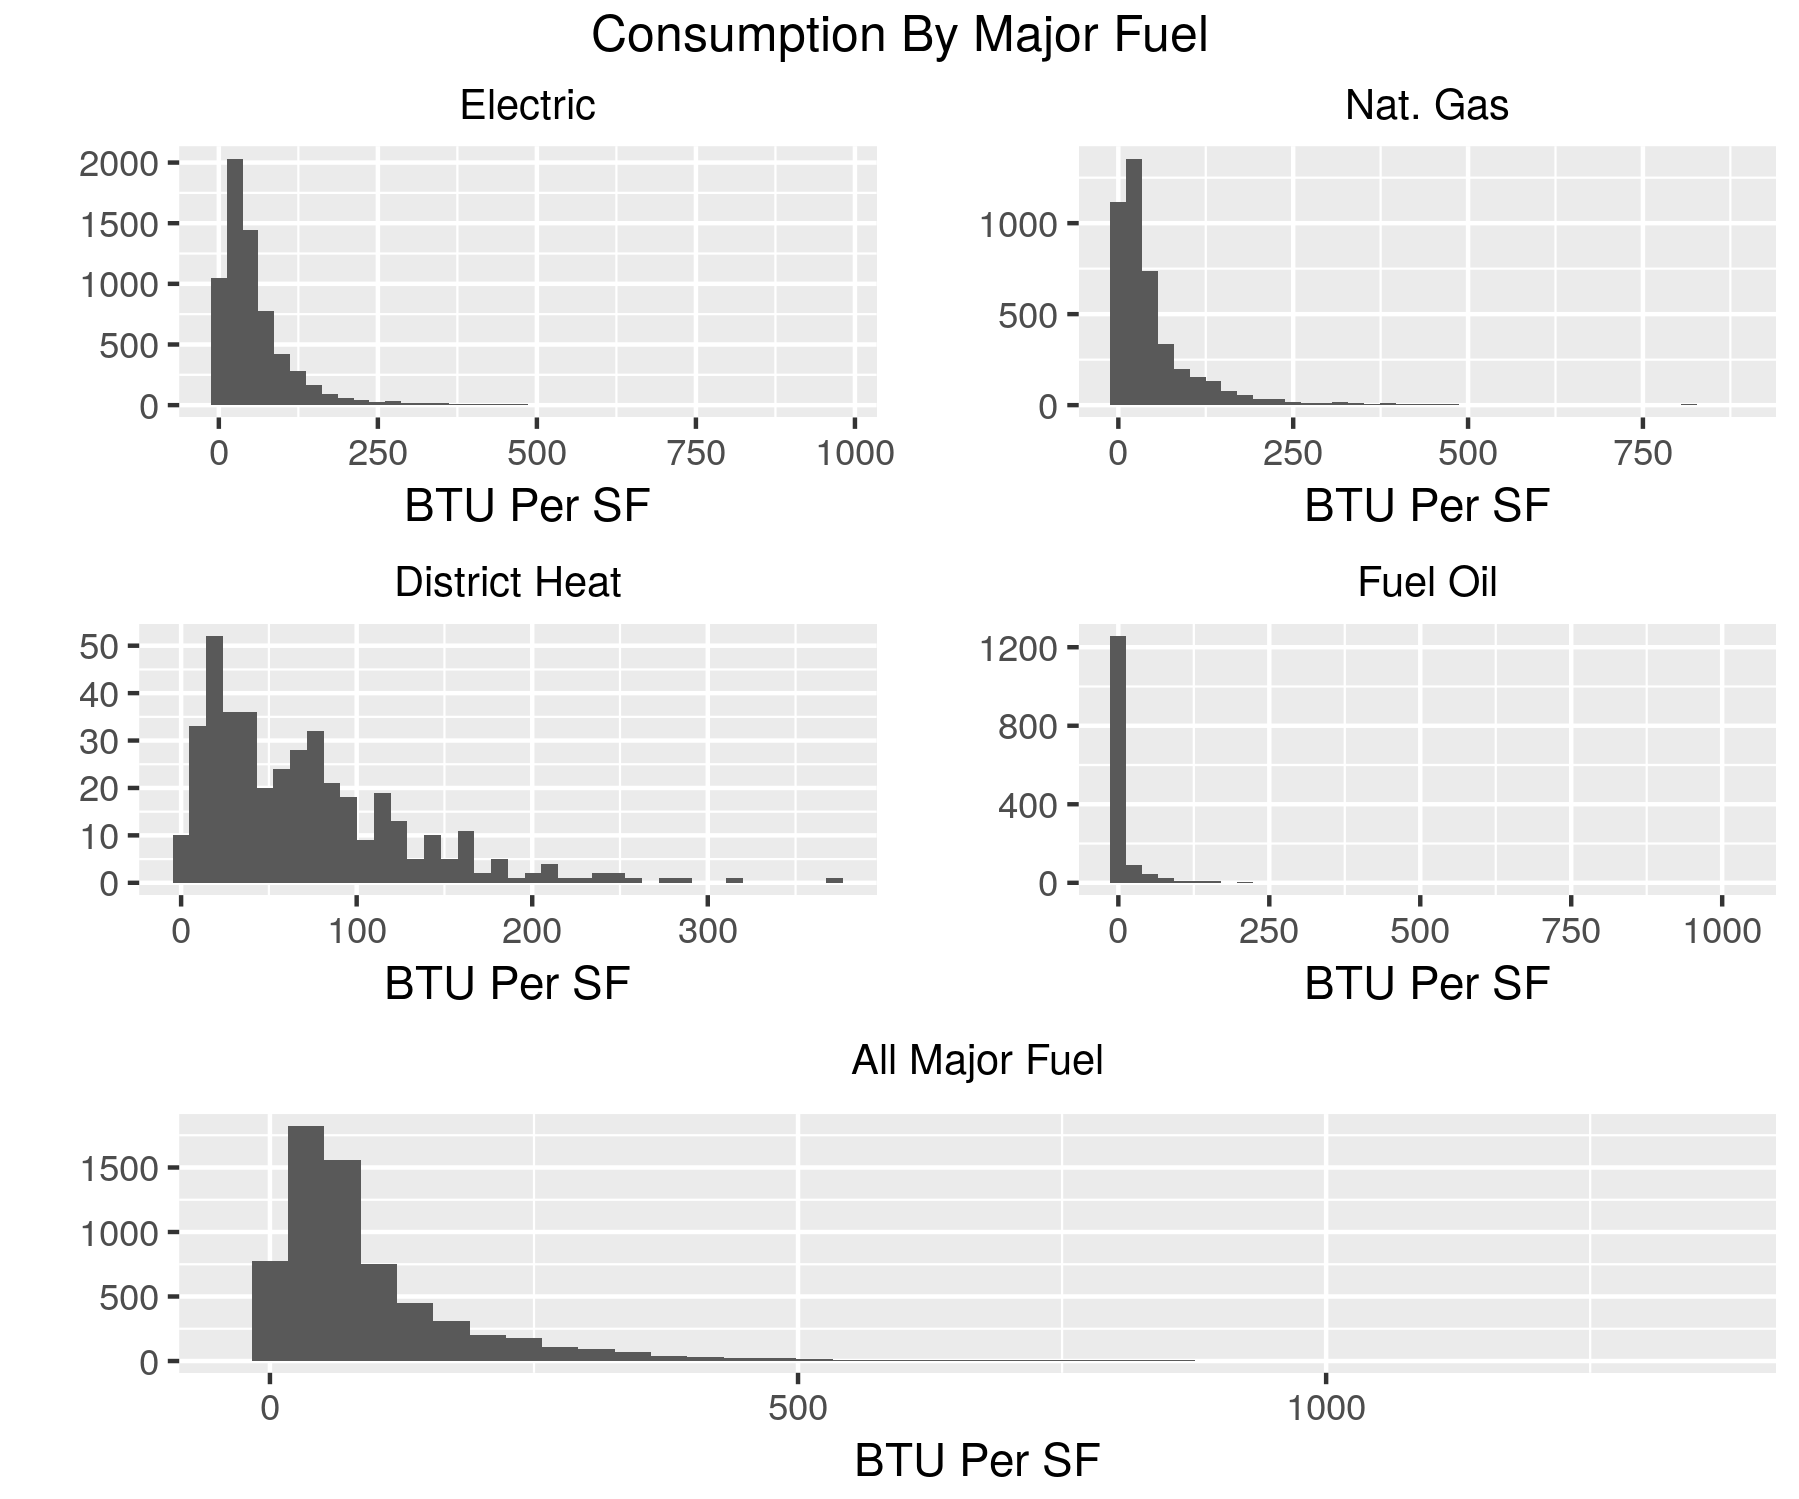 Consumption By Major Fuel
Electric
2000
1500
1000
500
0
0 250 500 750 1000
BTU Per SF
Nat. Gas
1000
500
0
0 250 500 750
BTU Per SF
District Heat
50
40
30
20
10
0
0 100 200 300
BTU Per SF
Fuel Oil
1200
800
400
0
0 250 500 750 1000
BTU Per SF
All Major Fuel
1500
1000
500
0
0 500 1000
BTU Per SF